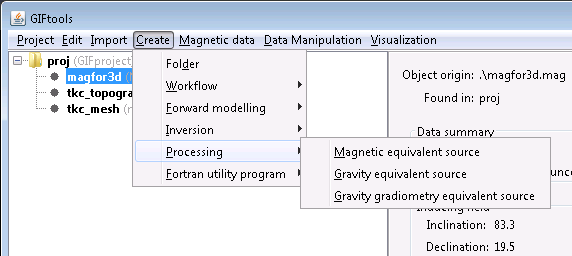 GIFtools
Project Edit Import Create Magnetic data Data Manipulation Visualization
proj (GIFproject
magfor3d
tkc_topogra
tkc_mesh
Folder
Workflow
Forward modelling
Inversion
Processing
Fortran utility program
Magnetic equivalent source
Gravity equivalent source
Gravity gradiometry equivalent source
Object origin: .\magfor3d.mag
Found in: proj
Data summary
Inducing field
Inclination: 83.3
Declination: 19.5